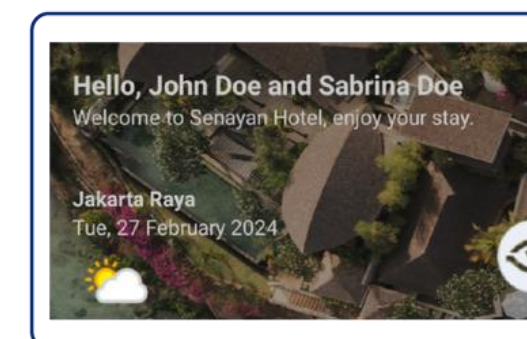 Hello, John Doe and Sabrina Doe
Welcome to Senayan Hotel, enjoy your stay.
Jakarta Raya
Tue, 27 February 2024